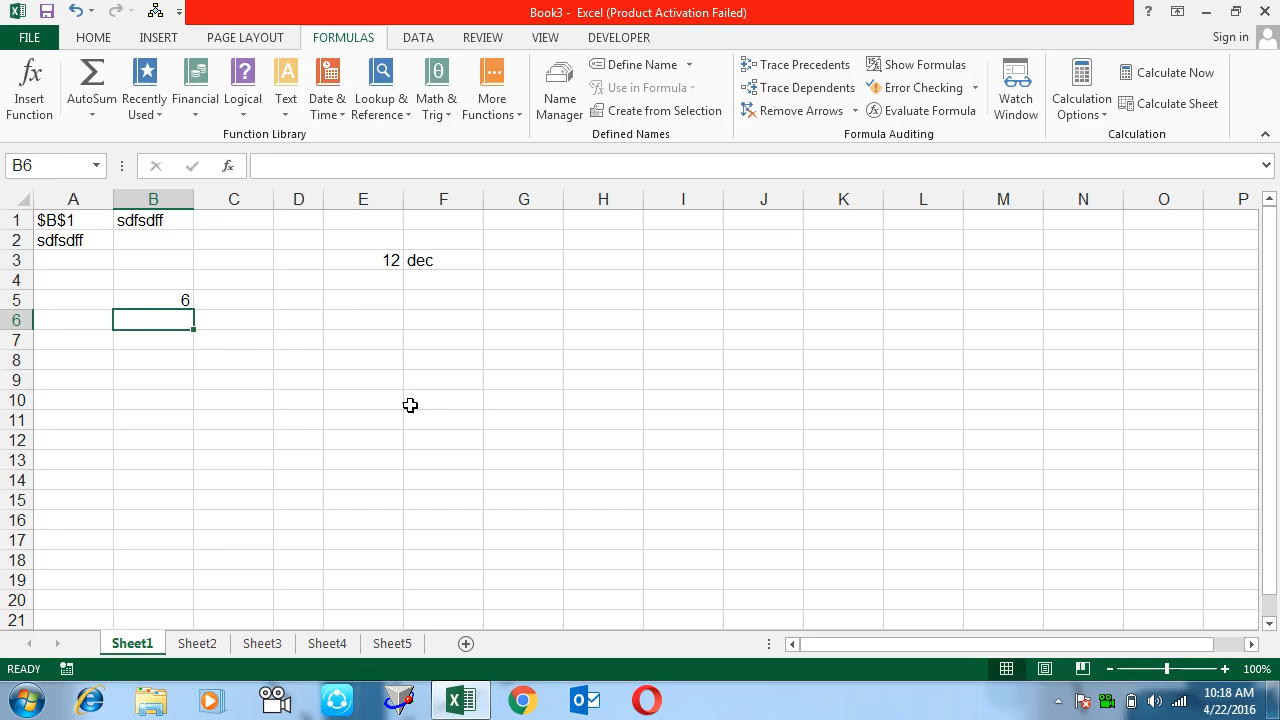 Book3 - Excel (Product Activation Failed)
?
FILE HOME INSERT PAGE LAYOUT FORMULAS DATA REVIEW VIEW DEVELOPER Sign in
Insert Function
AutoSum
Recently Used
Financial
Logical
Text
Date & Time
Lookup & Reference
Math & Trig
More Functions
Function Library
Name Manager
Define Name
Use in Formula
Create from Selection
Defined Names
Trace Precedents
Trace Dependents
Remove Arrows
Show Formulas
Error Checking
Evaluate Formula
Formula Auditing
Watch Window
Calculation Options
Calculate Now
Calculate Sheet
Calculation
B6 fx
A B C D E F G H I J K L M N O P
1 $B$1 sdfsdff
2 sdfsdff
3 12 dec
4
5 6
6
7
8
9
10
11
12
13
14
15
16
17
18
19
20
21
Sheet1 Sheet2 Sheet3 Sheet4 Sheet5
READY 100%
10:18 AM
4/22/2016